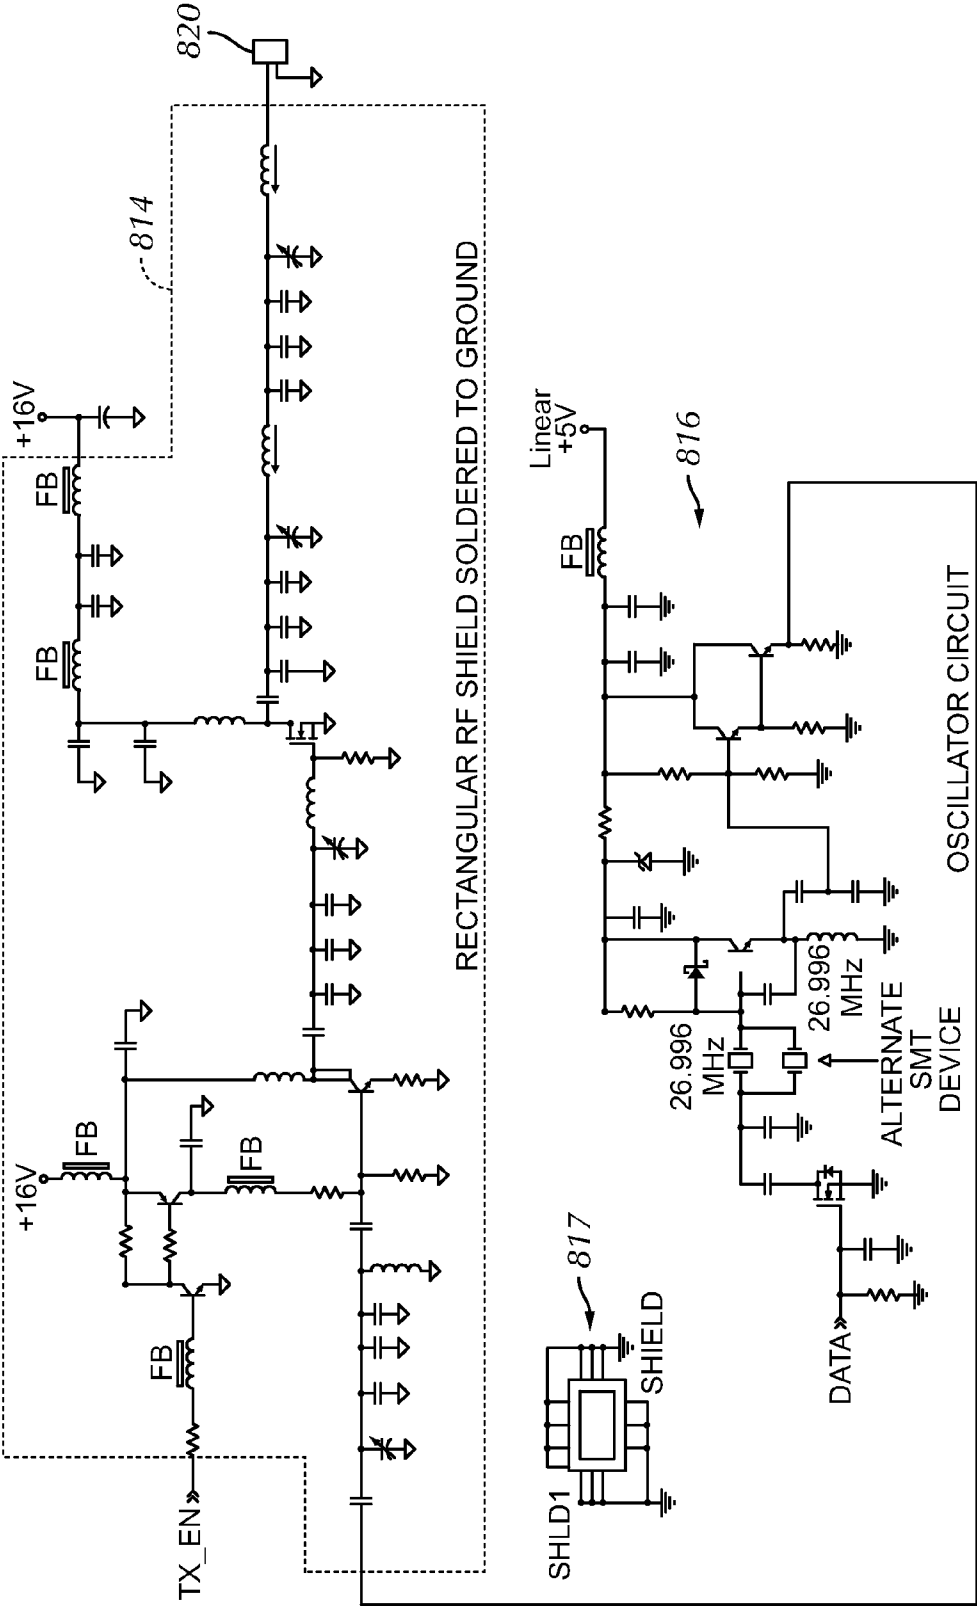 TX_EN
+16V
FB
FB
FB
FB
FB
+16V
814
820
RECTANGULAR RF SHIELD SOLDERED TO GROUND
SHLD1
SHIELD
817
DATA
26.996
MHz
26.996
MHz
ALTERNATE
SMT
DEVICE
FB
Linear
+5V
816
OSCILLATOR CIRCUIT